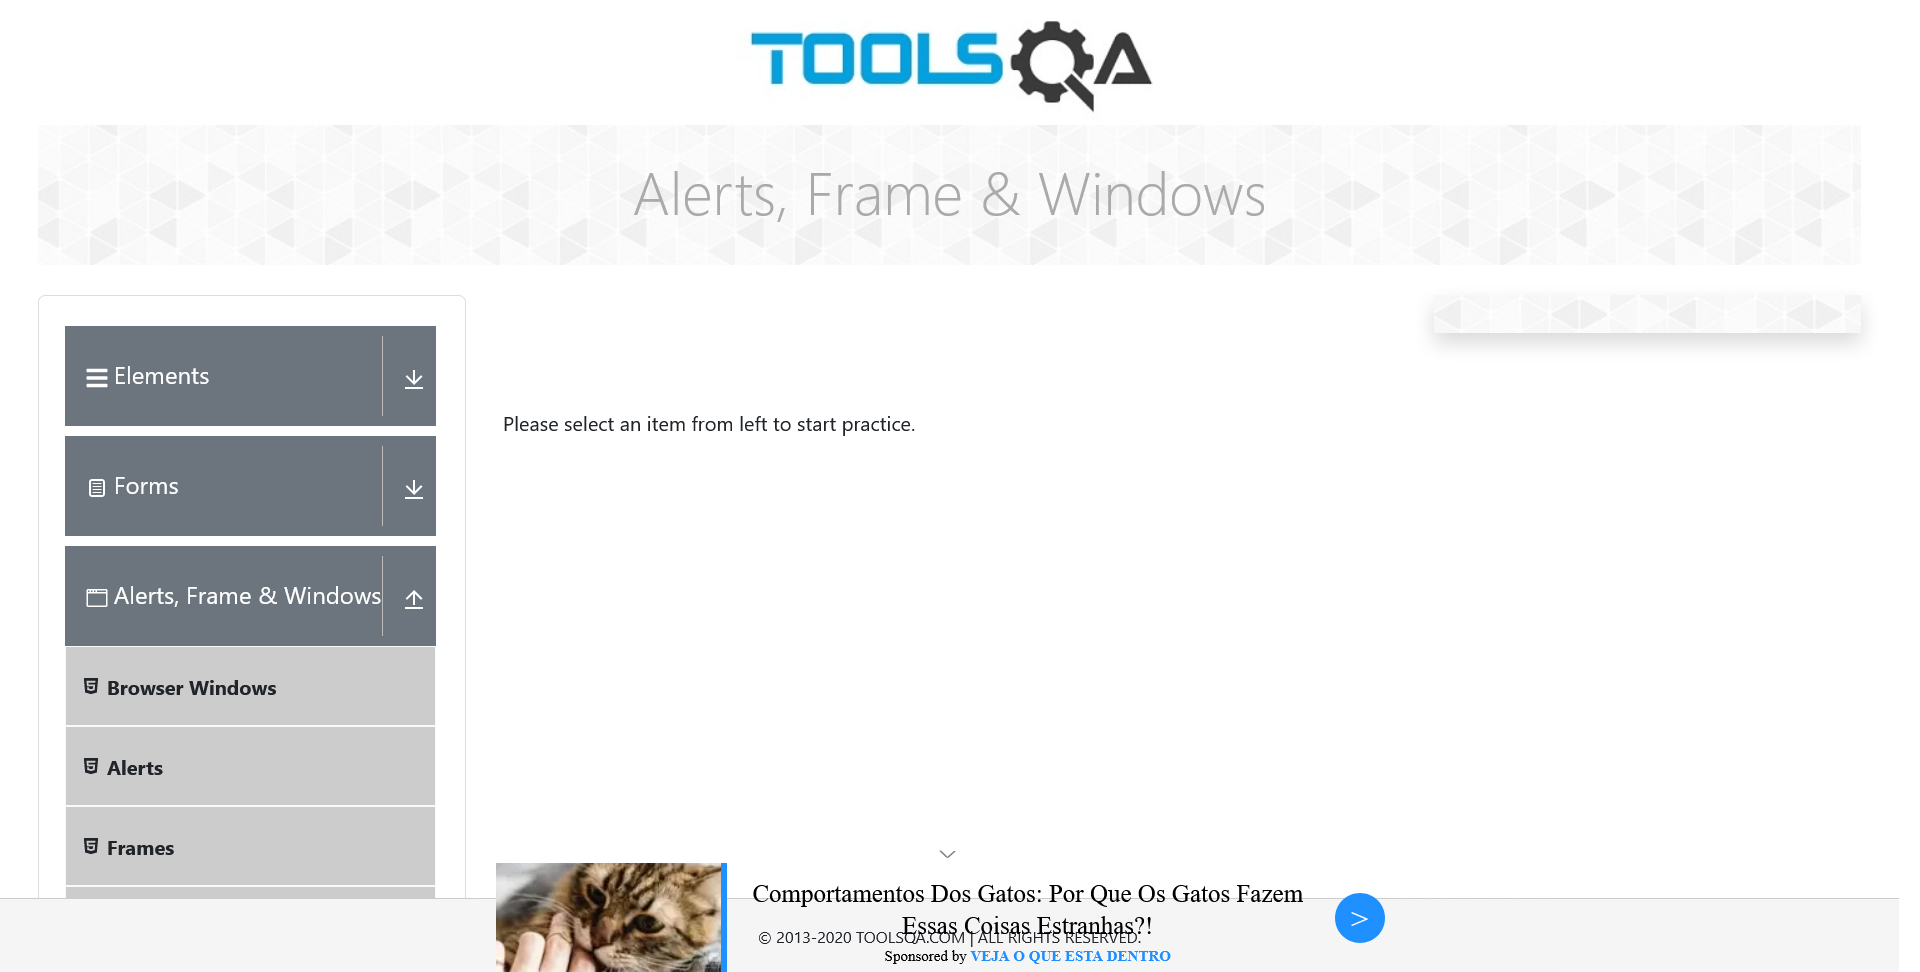 TOOLSQA
Alerts, Frame & Windows
Elements
Forms
Alerts, Frame & Windows
Browser Windows
Alerts
Frames
Please select an item from left to start practice.
Comportamentos Dos Gatos: Por Que Os Gatos Fazem
Essas Coisas Estranhas?!
© 2013-2020 TOOLSQA.COM | ALL RIGHTS RESERVED.
Sponsored by VEJA O QUE ESTA DENTRO